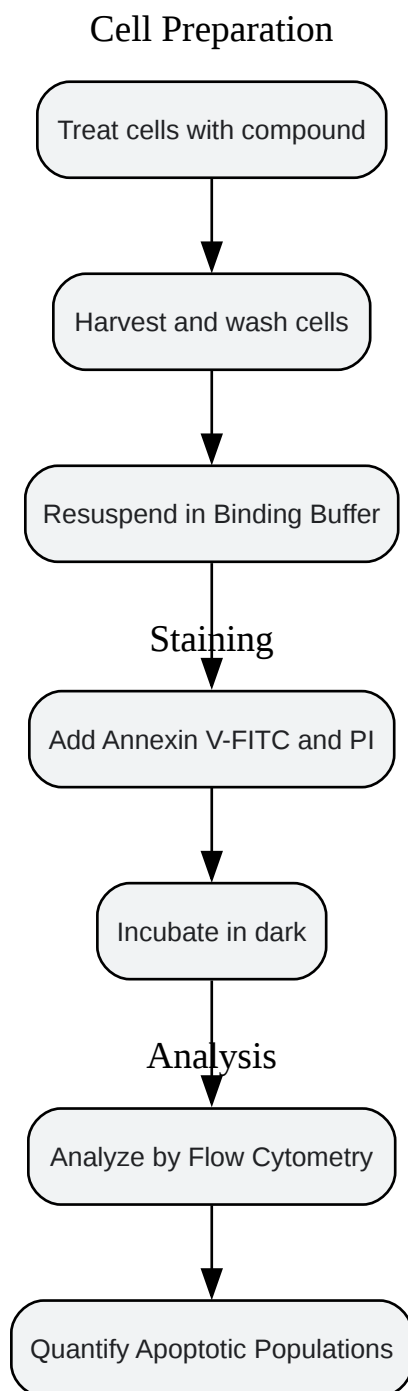 Cell Preparation
Treat cells with compound
Harvest and wash cells
Resuspend in Binding Buffer
Staining
Add Annexin V-FITC and PI
Incubate in dark
Analysis
Analyze by Flow Cytometry
Quantify Apoptotic Populations